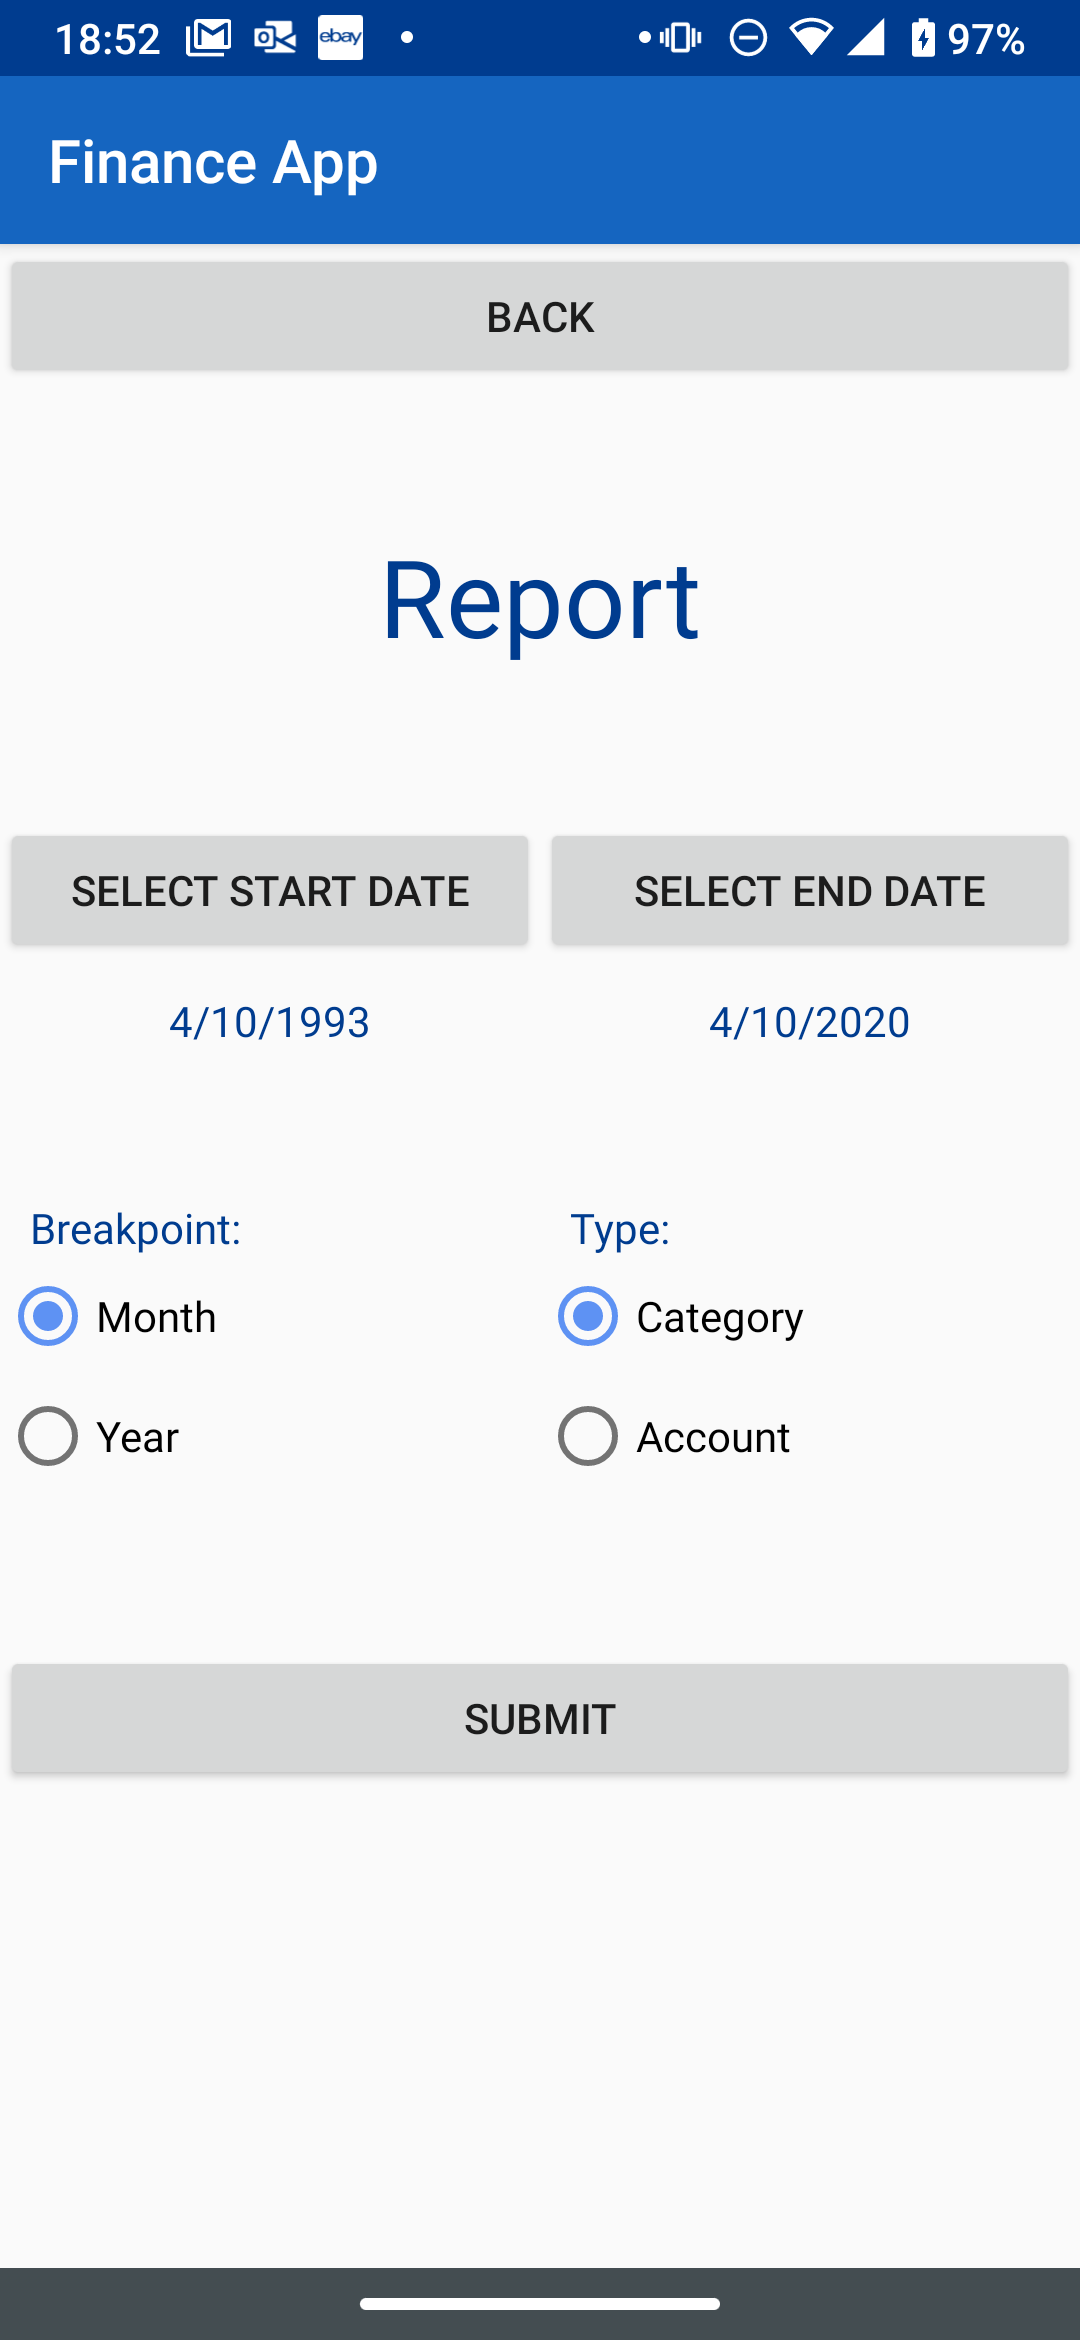 18:52 ebay 97%
Finance App
BACK
Report
SELECT START DATE SELECT END DATE
4/10/1993 4/10/2020
Breakpoint: Type:
Month Category
Year Account
SUBMIT